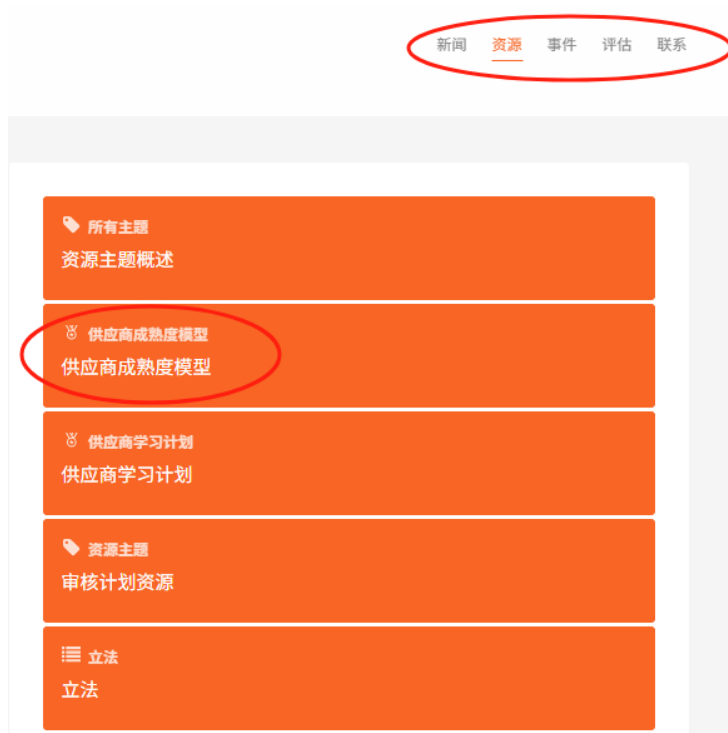 新闻 资源 事件 评估 联系
所有主题
资源主题概述
供应商成熟度模型
供应商成熟度模型
供应商学习计划
供应商学习计划
资源主题
审核计划资源
立法
立法